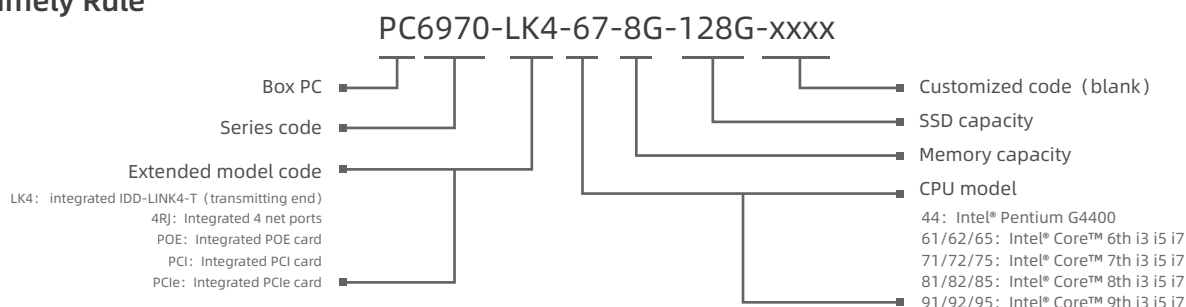 PC6970-LK4-67-8G-128G-xxxx
Box PC
Series code
Extended model code
LK4: integrated IDD-LINK4-T (transmitting end)
4RJ: Integrated 4 net ports
POE: Integrated POE card
PCI: Integrated PCI card
PCIe: Integrated PCIe card
Customized code (blank)
SSD capacity
Memory capacity
CPU model
44: Intel® Pentium G4400
61/62/65: Intel® Core™ 6th i3 i5 i7
71/72/75: Intel® Core™ 7th i3 i5 i7
81/82/85: Intel® Core™ 8th i3 i5 i7
91/92/95: Intel® Core™ 9th i3 i5 i7